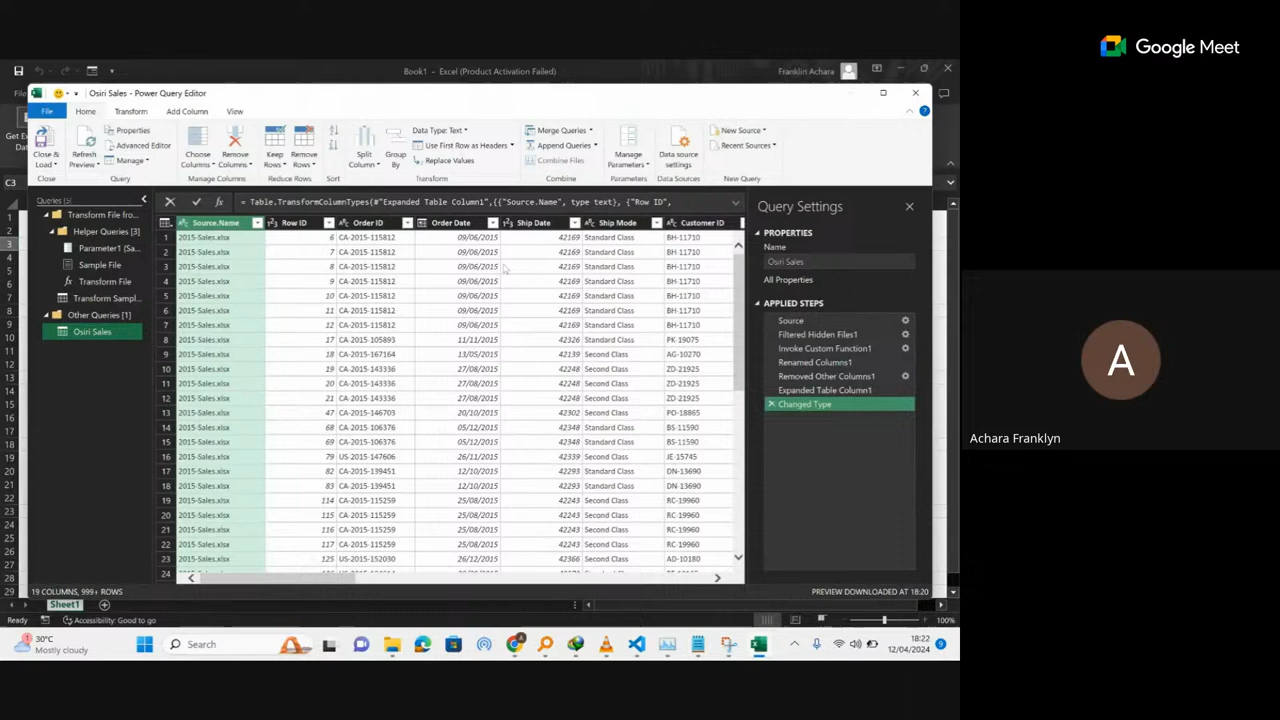 Google Meet
Book1 – Excel (Product Activation Failed)
Franklin Achara
Osiri Sales - Power Query Editor
File Home Transform Add Column View
Close & Load
Refresh Preview
Properties
Advanced Editor
Manage
Choose Columns
Remove Columns
Keep Rows
Remove Rows
Split Column
Group By
Data Type: Text
Use First Row as Headers
Replace Values
Merge Queries
Append Queries
Combine Files
Manage Parameters
Data source settings
New Source
Recent Sources
Close Query Manage Columns Reduce Rows Sort Transform Combine Parameters Data Sources New Query
C3
Queries [5]
Transform File fro...
Helper Queries [3]
Parameter1 (Sa...
Sample File
Transform File
Transform Sampl...
Other Queries [1]
Osiri Sales
= Table.TransformColumnTypes(#"Expanded Table Column1",{{"Source.Name", type text}, {"Row ID",
Source.Name Row ID Order ID Order Date Ship Date Ship Mode Customer ID
1 2015-Sales.xlsx 6 CA-2015-115812 09/06/2015 42169 Standard Class BH-11710
2 2015-Sales.xlsx 7 CA-2015-115812 09/06/2015 42169 Standard Class BH-11710
3 2015-Sales.xlsx 8 CA-2015-115812 09/06/2015 42169 Standard Class BH-11710
4 2015-Sales.xlsx 9 CA-2015-115812 09/06/2015 42169 Standard Class BH-11710
5 2015-Sales.xlsx 10 CA-2015-115812 09/06/2015 42169 Standard Class BH-11710
6 2015-Sales.xlsx 11 CA-2015-115812 09/06/2015 42169 Standard Class BH-11710
7 2015-Sales.xlsx 12 CA-2015-115812 09/06/2015 42169 Standard Class BH-11710
8 2015-Sales.xlsx 17 CA-2015-105893 11/11/2015 42326 Standard Class PK-19075
9 2015-Sales.xlsx 18 CA-2015-167164 13/05/2015 42139 Second Class AG-10270
10 2015-Sales.xlsx 19 CA-2015-143336 27/08/2015 42248 Second Class ZD-21925
11 2015-Sales.xlsx 20 CA-2015-143336 27/08/2015 42248 Second Class ZD-21925
12 2015-Sales.xlsx 21 CA-2015-143336 27/08/2015 42248 Second Class ZD-21925
13 2015-Sales.xlsx 47 CA-2015-146703 20/10/2015 42302 Second Class PO-18865
14 2015-Sales.xlsx 68 CA-2015-106376 05/12/2015 42348 Standard Class BS-11590
15 2015-Sales.xlsx 69 CA-2015-106376 05/12/2015 42348 Standard Class BS-11590
16 2015-Sales.xlsx 79 US-2015-147606 26/11/2015 42339 Second Class JE-15745
17 2015-Sales.xlsx 82 CA-2015-139451 12/10/2015 42293 Standard Class DN-13690
18 2015-Sales.xlsx 83 CA-2015-139451 12/10/2015 42293 Standard Class DN-13690
19 2015-Sales.xlsx 114 CA-2015-115259 25/08/2015 42243 Second Class RC-19960
20 2015-Sales.xlsx 115 CA-2015-115259 25/08/2015 42243 Second Class RC-19960
21 2015-Sales.xlsx 116 CA-2015-115259 25/08/2015 42243 Second Class RC-19960
22 2015-Sales.xlsx 117 CA-2015-115259 25/08/2015 42243 Second Class RC-19960
23 2015-Sales.xlsx 125 US-2015-152030 26/12/2015 42366 Second Class AD-10180
24
Query Settings
PROPERTIES
Name
Osiri Sales
All Properties
APPLIED STEPS
Source
Filtered Hidden Files1
Invoke Custom Function1
Renamed Columns1
Removed Other Columns1
Expanded Table Column1
Changed Type
19 COLUMNS, 999+ ROWS
PREVIEW DOWNLOADED AT 18:20
Sheet1
Ready
Accessibility: Good to go
100%
30°C
Mostly cloudy
Search
18:22
12/04/2024
A
Achara Franklyn